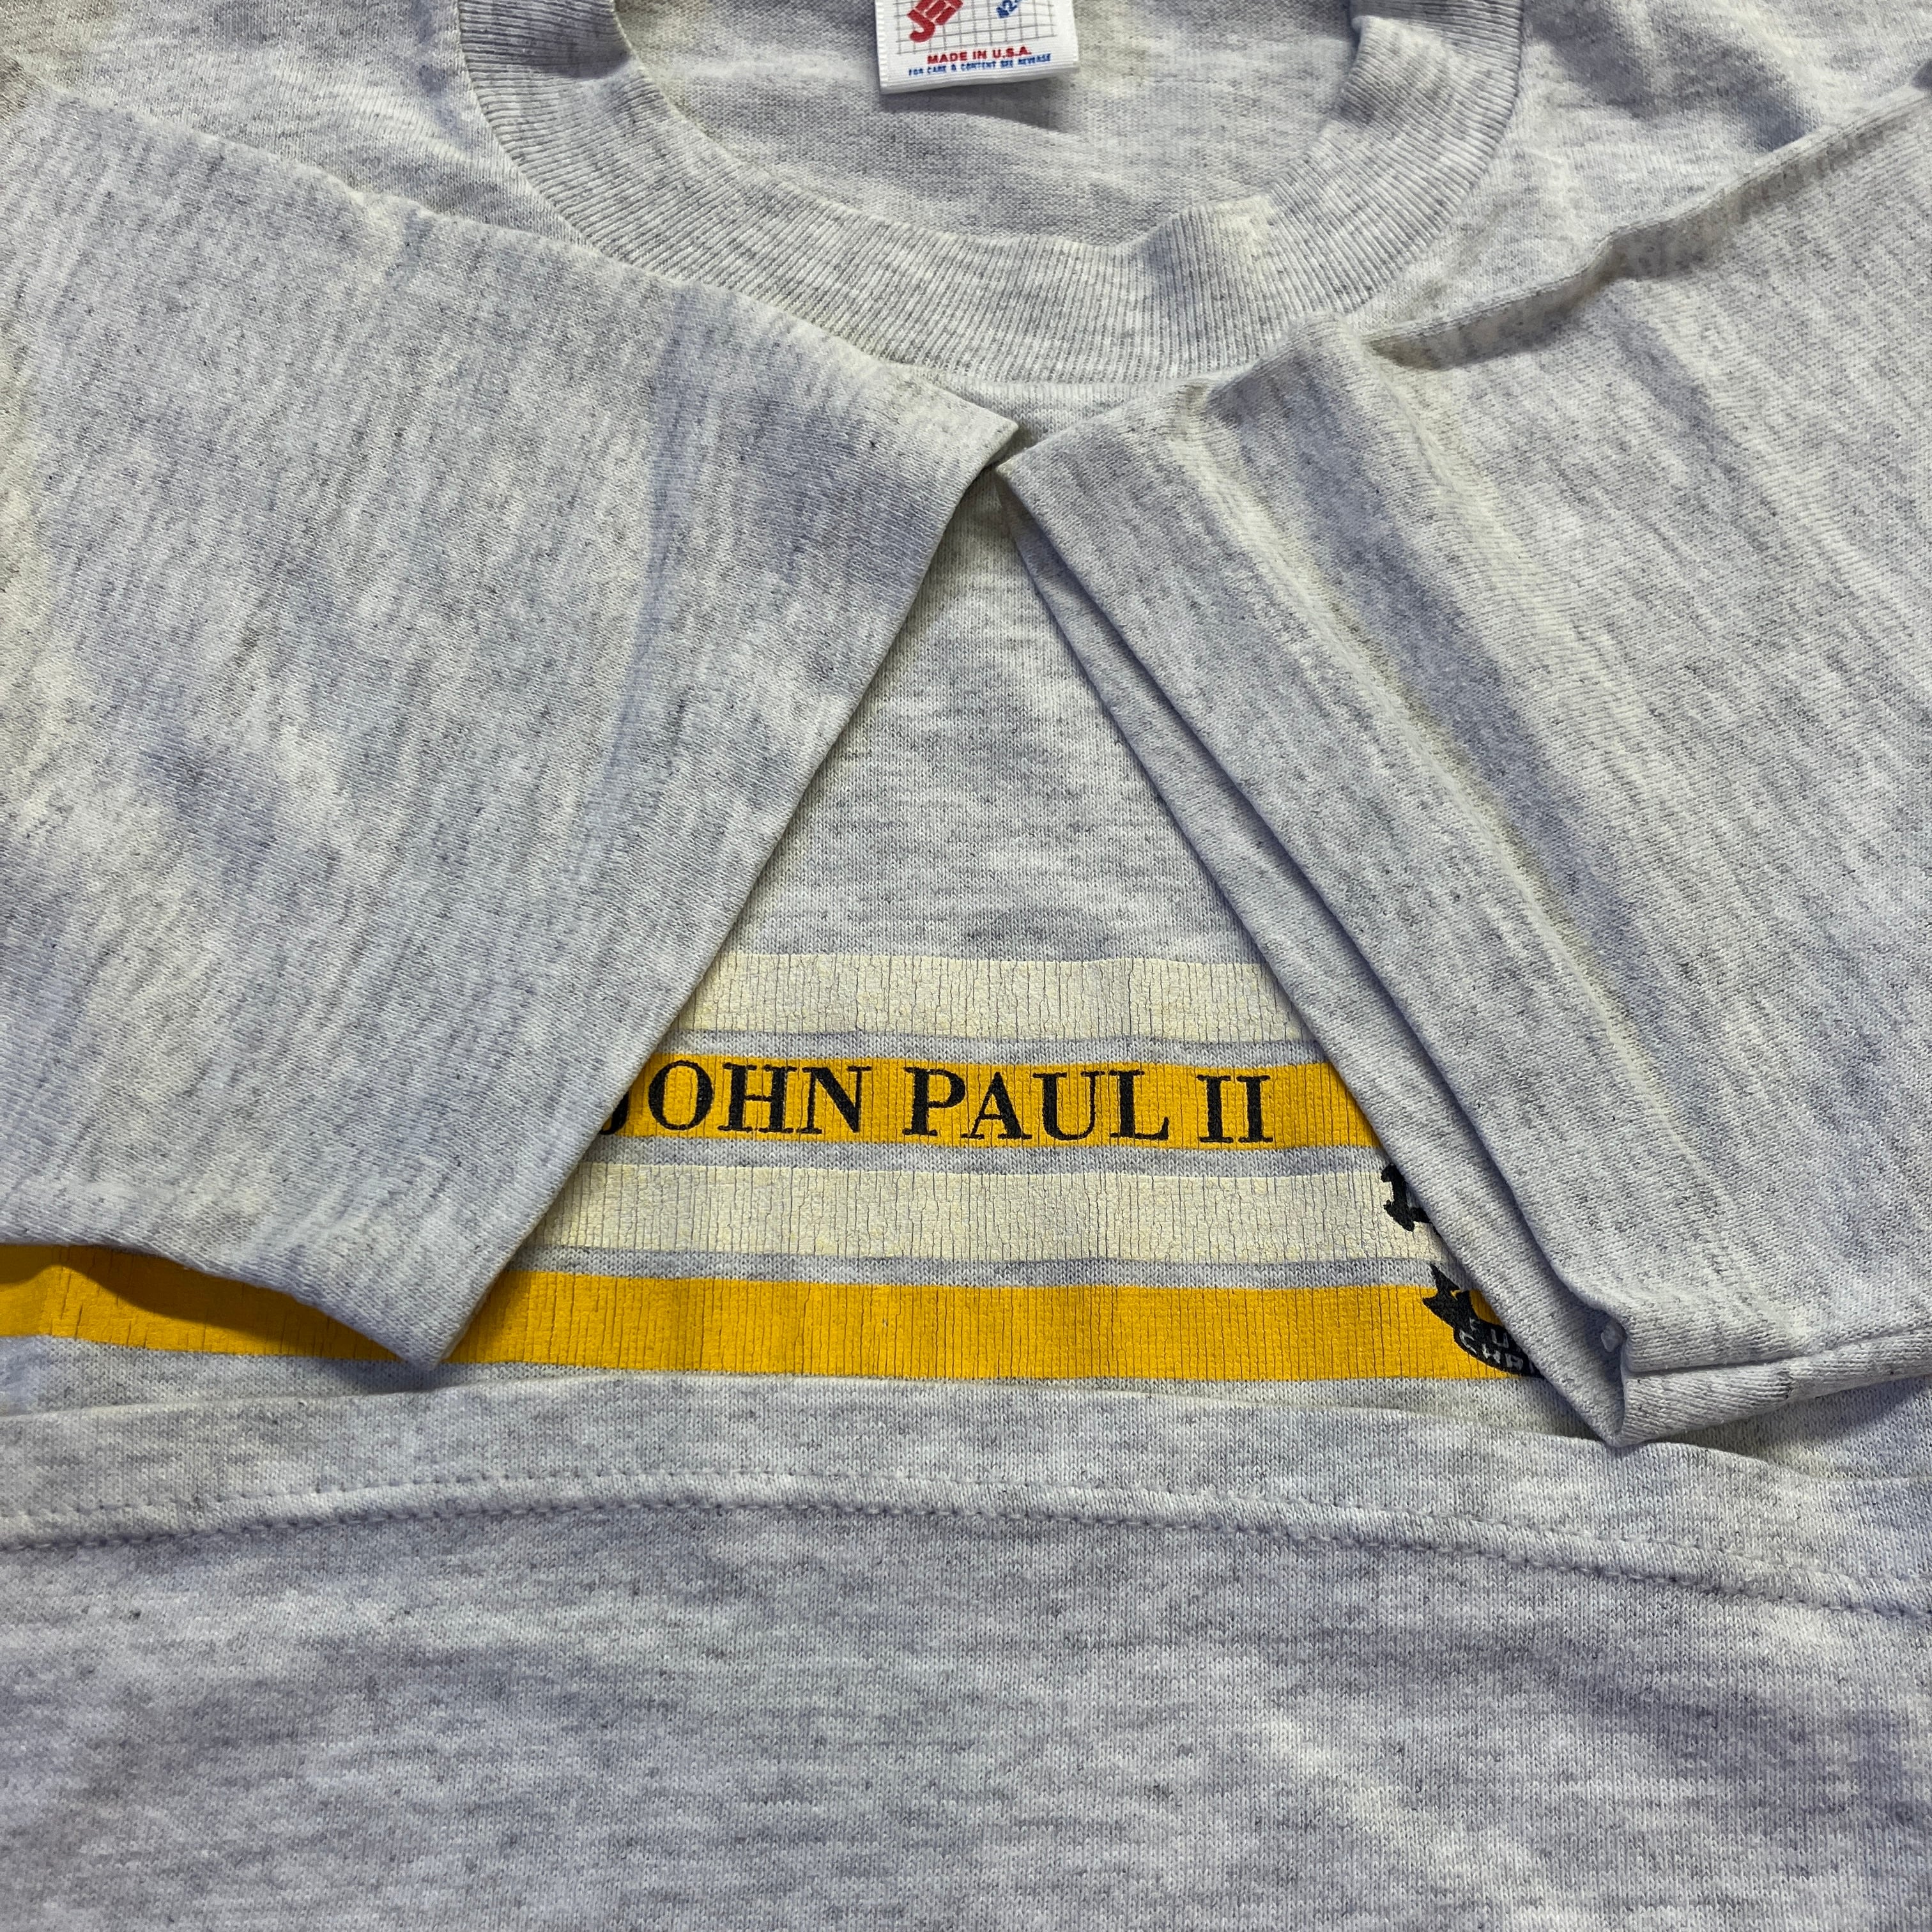 MADE IN U.S.A.
FOR CARE & CONTENT SEE REVERSE
JOHN PAUL II